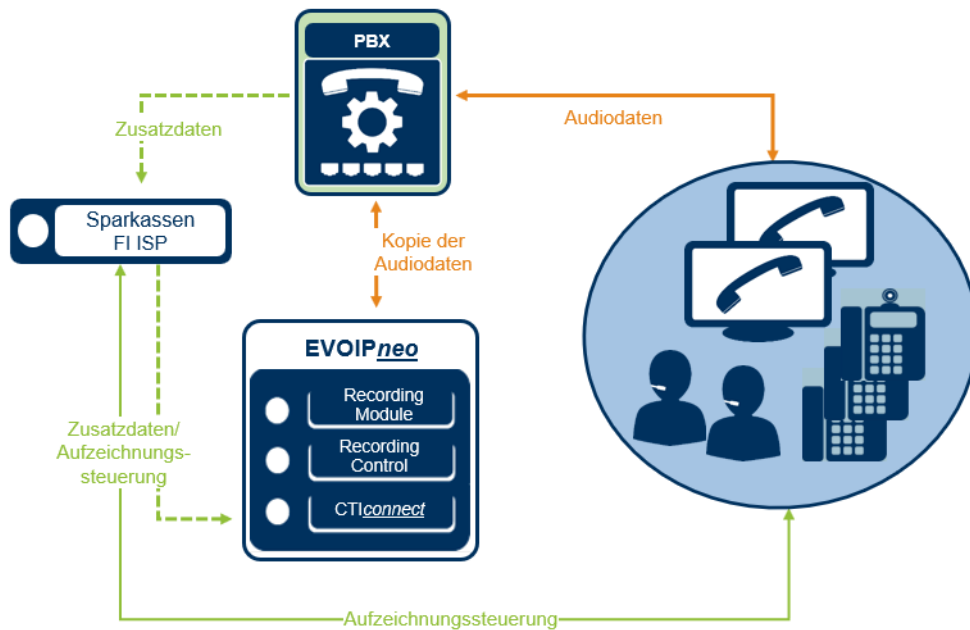 PBX
Zusatzdaten
Audiodaten
Sparkassen
FI ISP
Kopie der
Audiodaten
EVOIPneo
Recording
Module
Recording
Control
CTIconnect
Zusatzdaten/
Aufzeichnungs-
steuerung
Aufzeichnungssteuerung